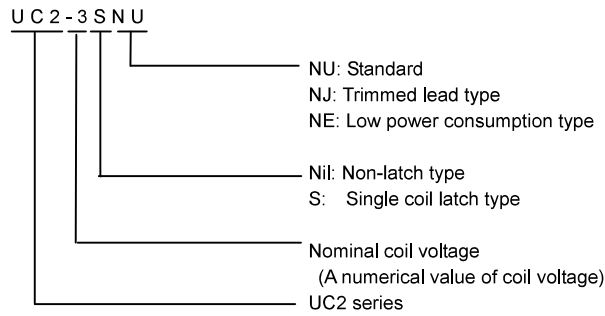 UC2-3SNU
NU: Standard
NJ: Trimmed lead type
NE: Low power consumption type
Nil: Non-latch type
S: Single coil latch type
Nominal coil voltage
(A numerical value of coil voltage)
UC2 series